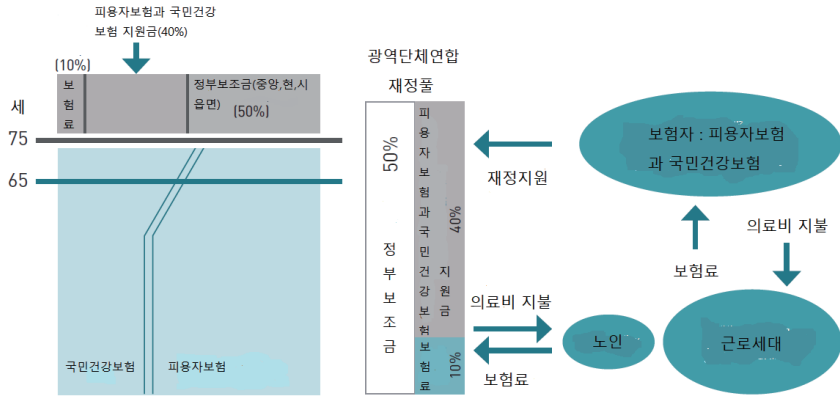 피용자보험과 국민건강
보험 지원금(40%)
(10%)
보
험
료
정부보조금(중앙,현,시
읍면)
(50%)
세
75
65
국민건강보험
피용자보험
광역단체연합
재정풀
50%
정
부
보
조
금
피
용
자
보
험
과
국
민
건
강
보
험
40%
지
원
금
보
험
료
10%
재정지원
의료비 지불
보험료
보험자 : 피용자보험
과 국민건강보험
보험료
의료비 지불
노인
근로세대